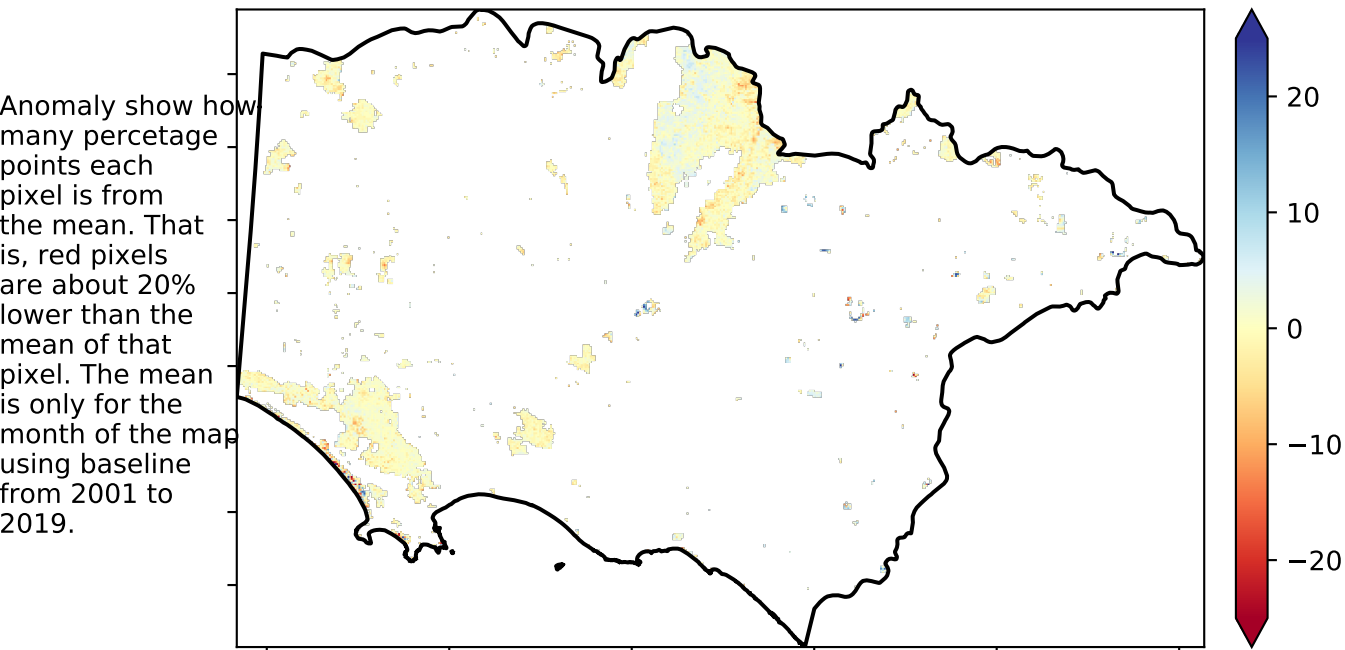 Anomaly show how
many percetage
points each
pixel is from
the mean. That
is, red pixels
are about 20%
lower than the
mean of that
pixel. The mean
is only for the
month of the map
using baseline
from 2001 to
2019.
20
10
0
−10
−20